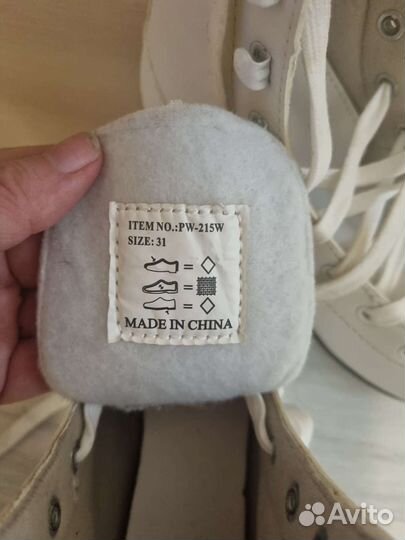 ITEM NO.:PW-215W
SIZE: 31
=
=
=
MADE IN CHINA
Avito